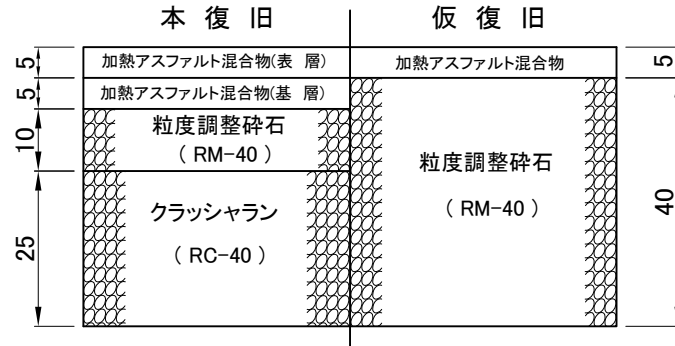 本 復 旧
仮 復 旧
5
加熱アスファルト混合物(表 層)
加熱アスファルト混合物
5
5
加熱アスファルト混合物(基 層)
10
粒度調整砕石
( RM-40 )
25
クラッシャラン
( RC-40 )
粒度調整砕石
( RM-40 )
40